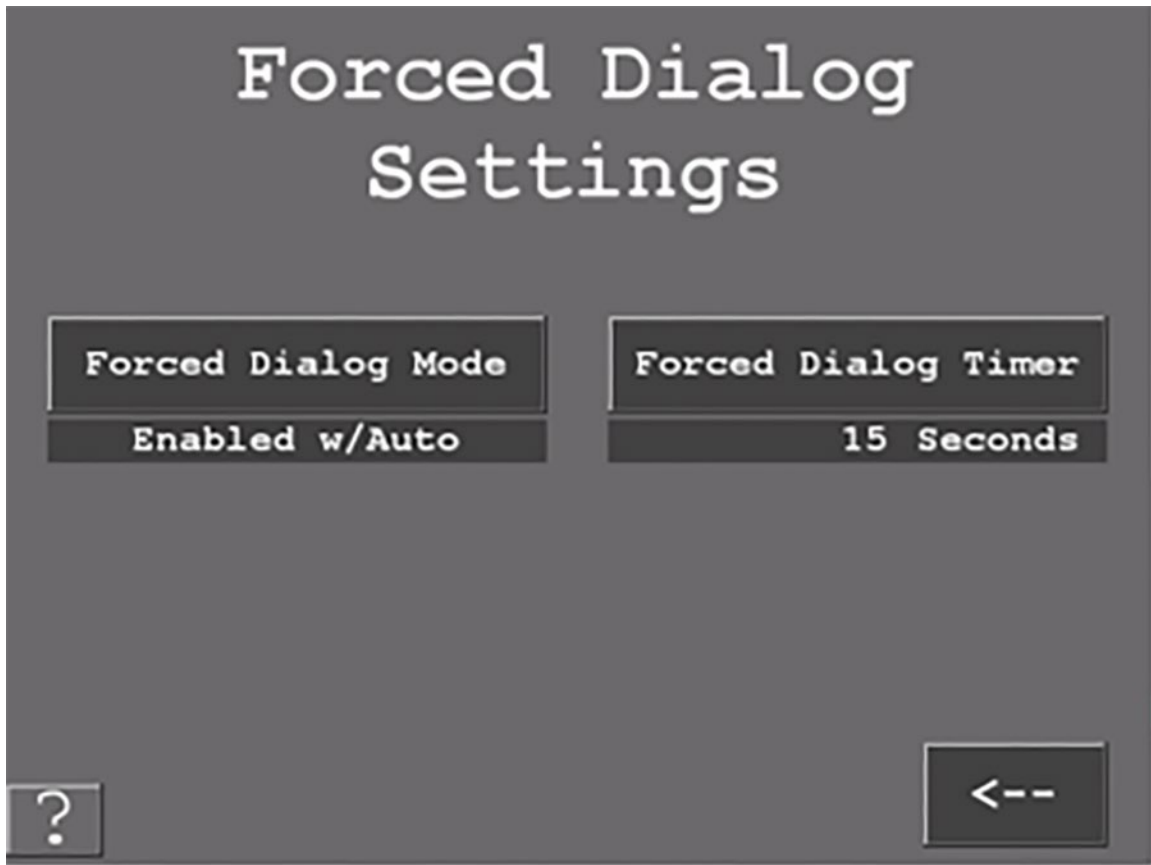 Forced Dialog
Settings
Forced Dialog Mode
Enabled w/Auto
Forced Dialog Timer
15 Seconds
?
<--